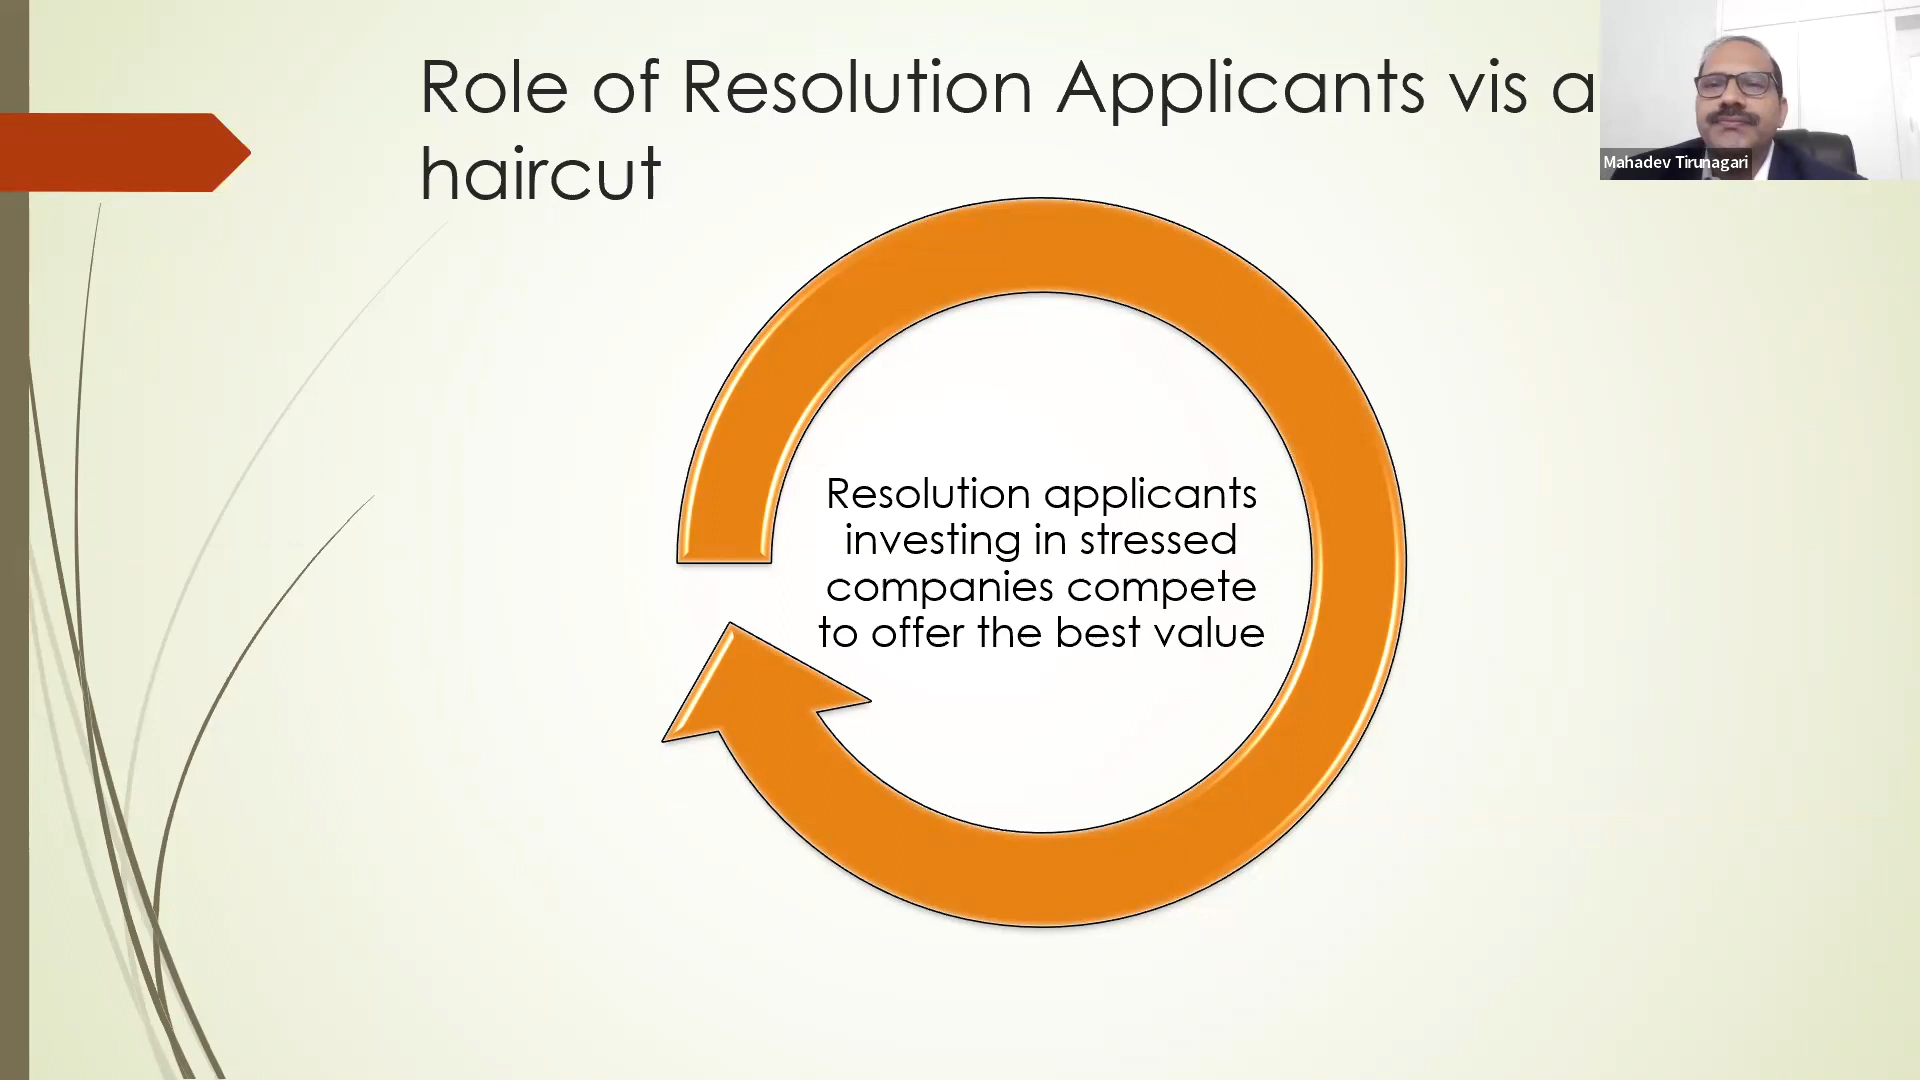 Role of Resolution Applicants vis a
haircut
Mahadev Tirunagari
Resolution applicants
investing in stressed
companies compete
to offer the best value